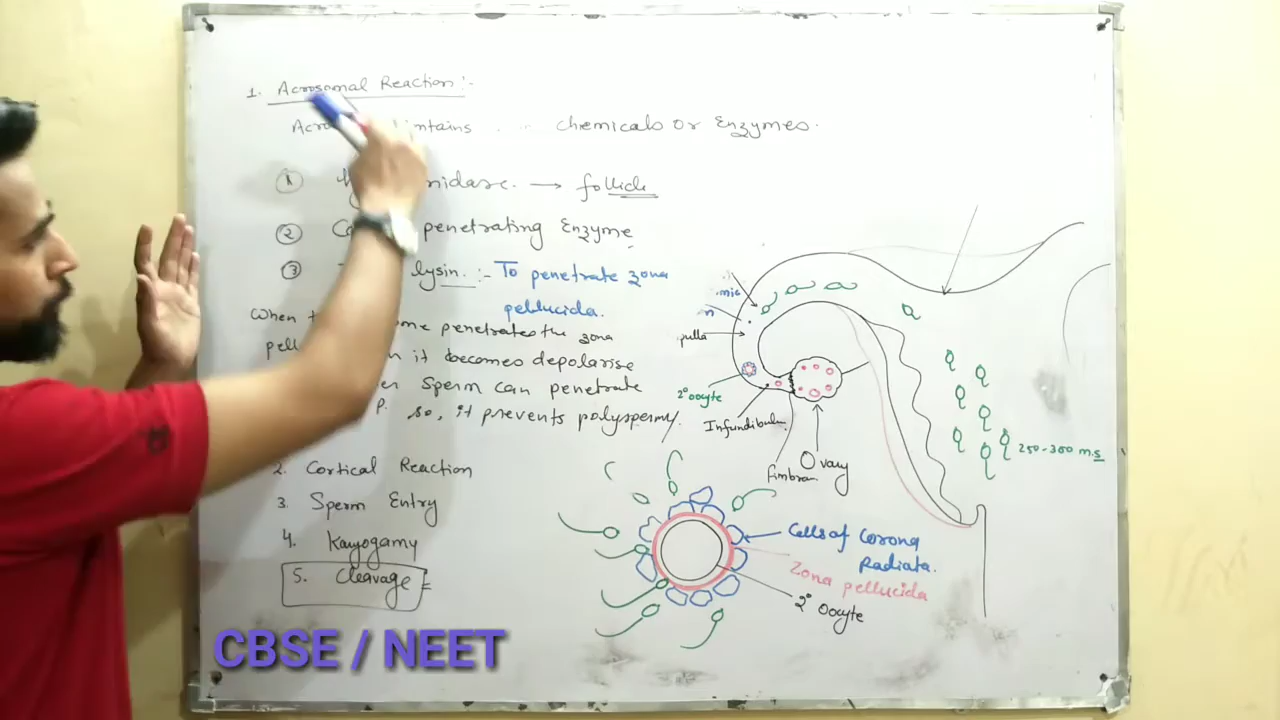 1. Acrosomal Reaction :-
Acro ntains chemicals or Enzymes.
1 H nidase. → follicle
2 Co penetrating Enzyme
3 lysin. :- To penetrate zona
pellucida.
When t me penetrates the zona
pell it becomes depolarise
er Sperm can penetrate
P. so, it prevents polyspermy.
2. Cortical Reaction
3. Sperm Entry
4. Karyogamy
5. Cleavage
mic
n
pulla
2° oocyte
Infundibulum
fimbrae
Ovary
250-300 m.s
Cells of Corona
Radiata.
Zona pellucida
2° Oocyte
CBSE / NEET